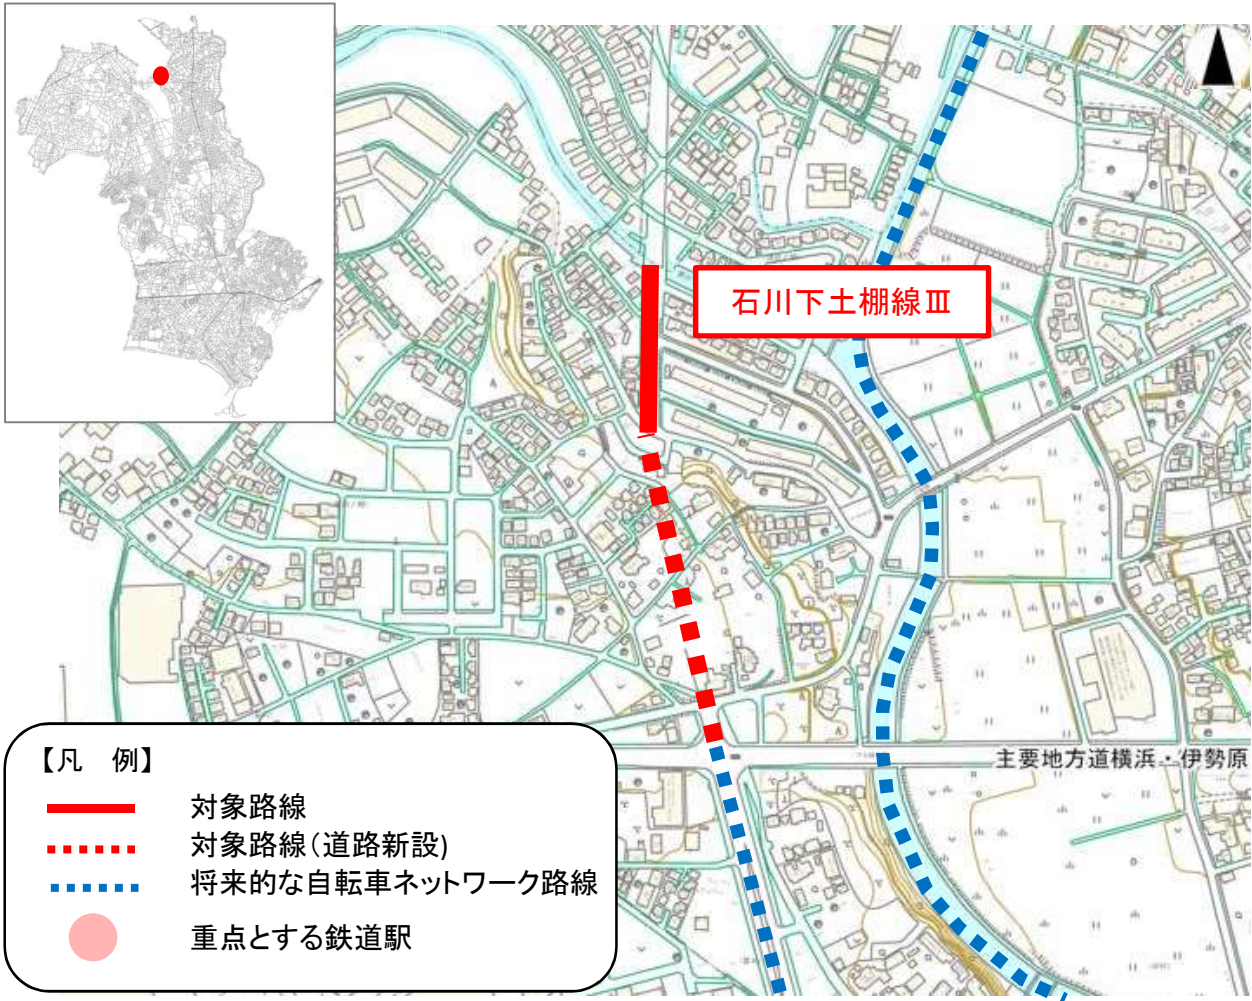 石川下土棚線Ⅲ
主要地方道横浜・伊勢原
【凡　例】
対象路線
対象路線（道路新設)
将来的な自転車ネットワーク路線
重点とする鉄道駅